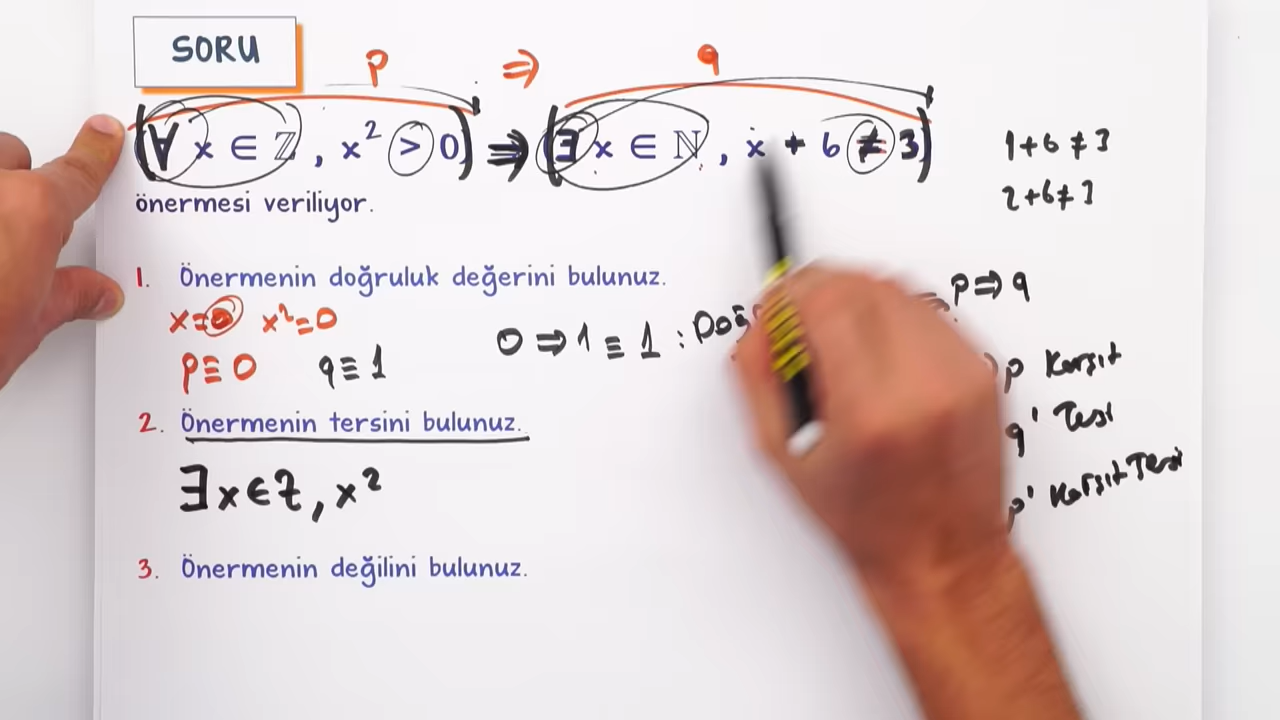 SORU
p ⇒ q
(∀x ∈ ℤ, x² > 0) ⇒ (∃x ∈ ℕ, x + 6 ≠ 3)
1+6 ≠ 3
2+6 ≠ 3
önermesi veriliyor.
1. Önermenin doğruluk değerini bulunuz.
x=0 x²=0
p≡0 q≡1
0 ⇒ 1 ≡ 1 :
p ⇒ q
p Karşıt
q' Tersi
p' Karşıt Tersi
2. Önermenin tersini bulunuz.
∃x∈Z, x²
3. Önermenin değilini bulunuz.